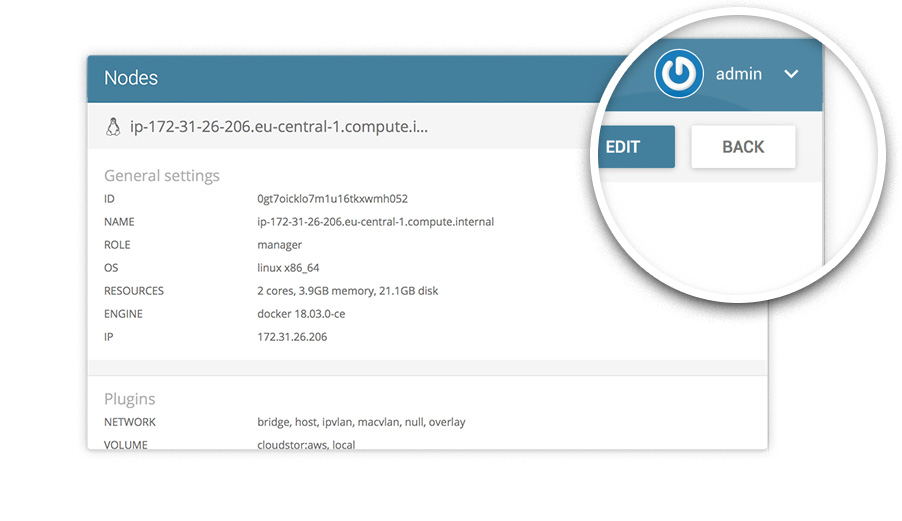 Nodes
admin
ip-172-31-26-206.eu-central-1.compute.i...
EDIT
BACK
General settings
ID 0gt7oicklo7m1u16tkxwmh052
NAME ip-172-31-26-206.eu-central-1.compute.internal
ROLE manager
OS linux x86_64
RESOURCES 2 cores, 3.9GB memory, 21.1GB disk
ENGINE docker 18.03.0-ce
IP 172.31.26.206
Plugins
NETWORK bridge, host, ipvlan, macvlan, null, overlay
VOLUME cloudstor:aws, local